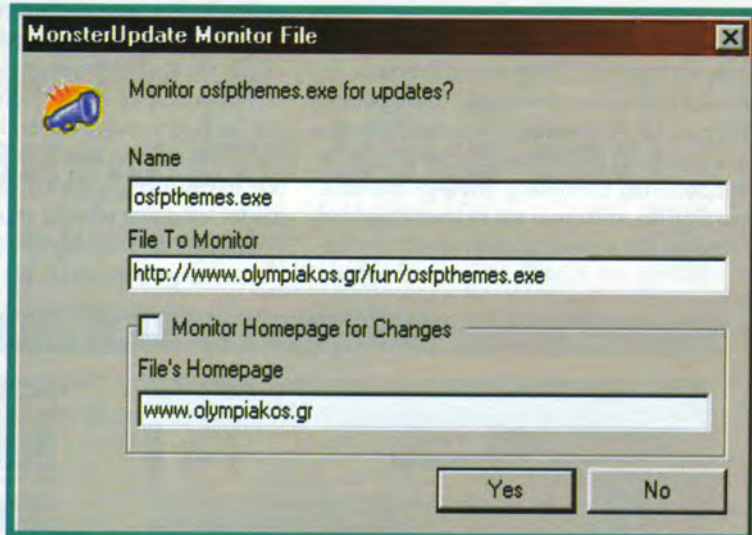 MonsterUpdate Monitor File
Monitor osfpthemes.exe for updates?
Name
osfpthemes.exe
File To Monitor
http://www.olympiakos.gr/fun/osfpthemes.exe
Monitor Homepage for Changes
File's Homepage
www.olympiakos.gr
Yes
No